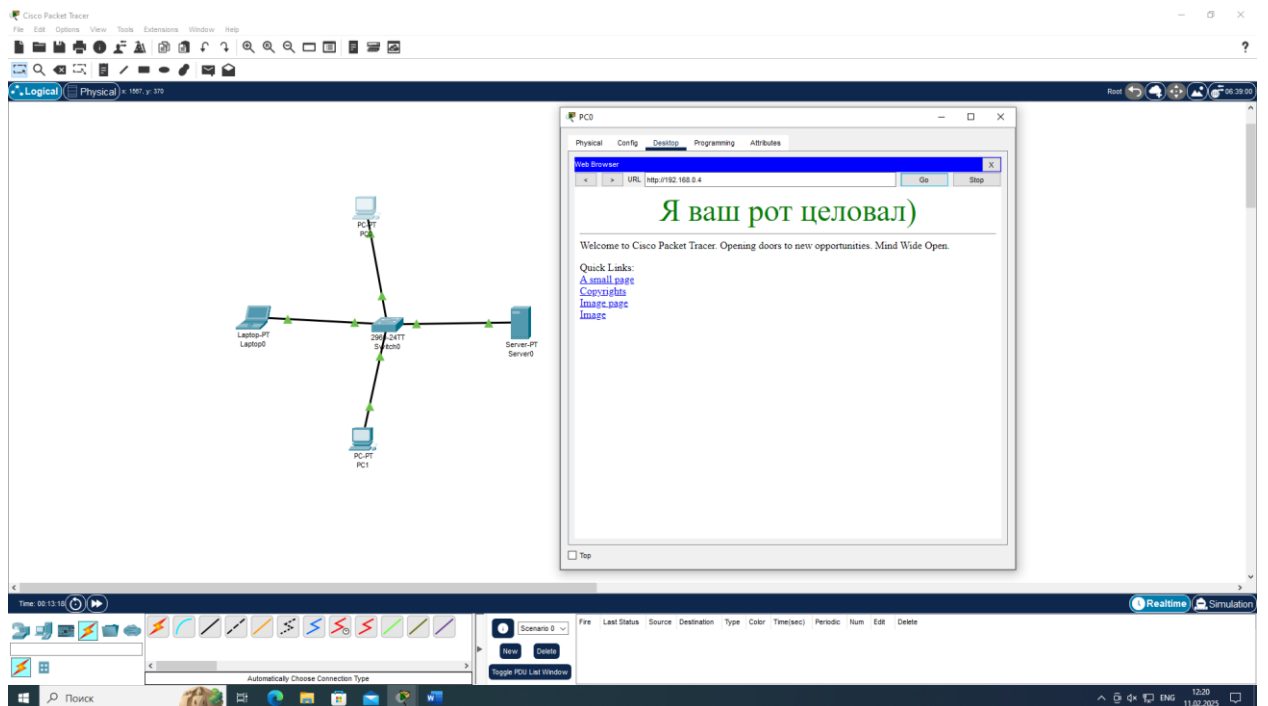 Cisco Packet Tracer
File Edit Options View Tools Extensions Window Help
?
Logical Physical x: 1567, y: 370 Root 06:39:00
PC0
Physical Config Desktop Programming Attributes
Web Browser X
< > URL http://192.168.0.4 Go Stop
Я ваш рот целовал)
Welcome to Cisco Packet Tracer. Opening doors to new opportunities. Mind Wide Open.
Quick Links:
A small page
Copyrights
Image page
Image
Top
PC-PT
PC0
Laptop-PT
Laptop0
2960-24TT
Switch0
Server-PT
Server0
PC-PT
PC1
Time: 00:13:18 Realtime Simulation
Scenario 0
New Delete
Toggle PDU List Window
Fire Last Status Source Destination Type Color Time(sec) Periodic Num Edit Delete
Automatically Choose Connection Type
Поиск
ENG
12:20
11.02.2025